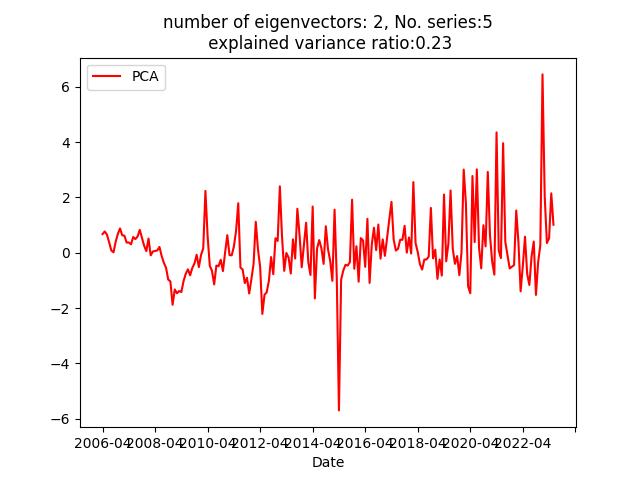 number of eigenvectors: 2, No. series:5
explained variance ratio:0.23
PCA
6
4
2
0
−2
−4
−6
2006-04 2008-04 2010-04 2012-04 2014-04 2016-04 2018-04 2020-04 2022-04
Date